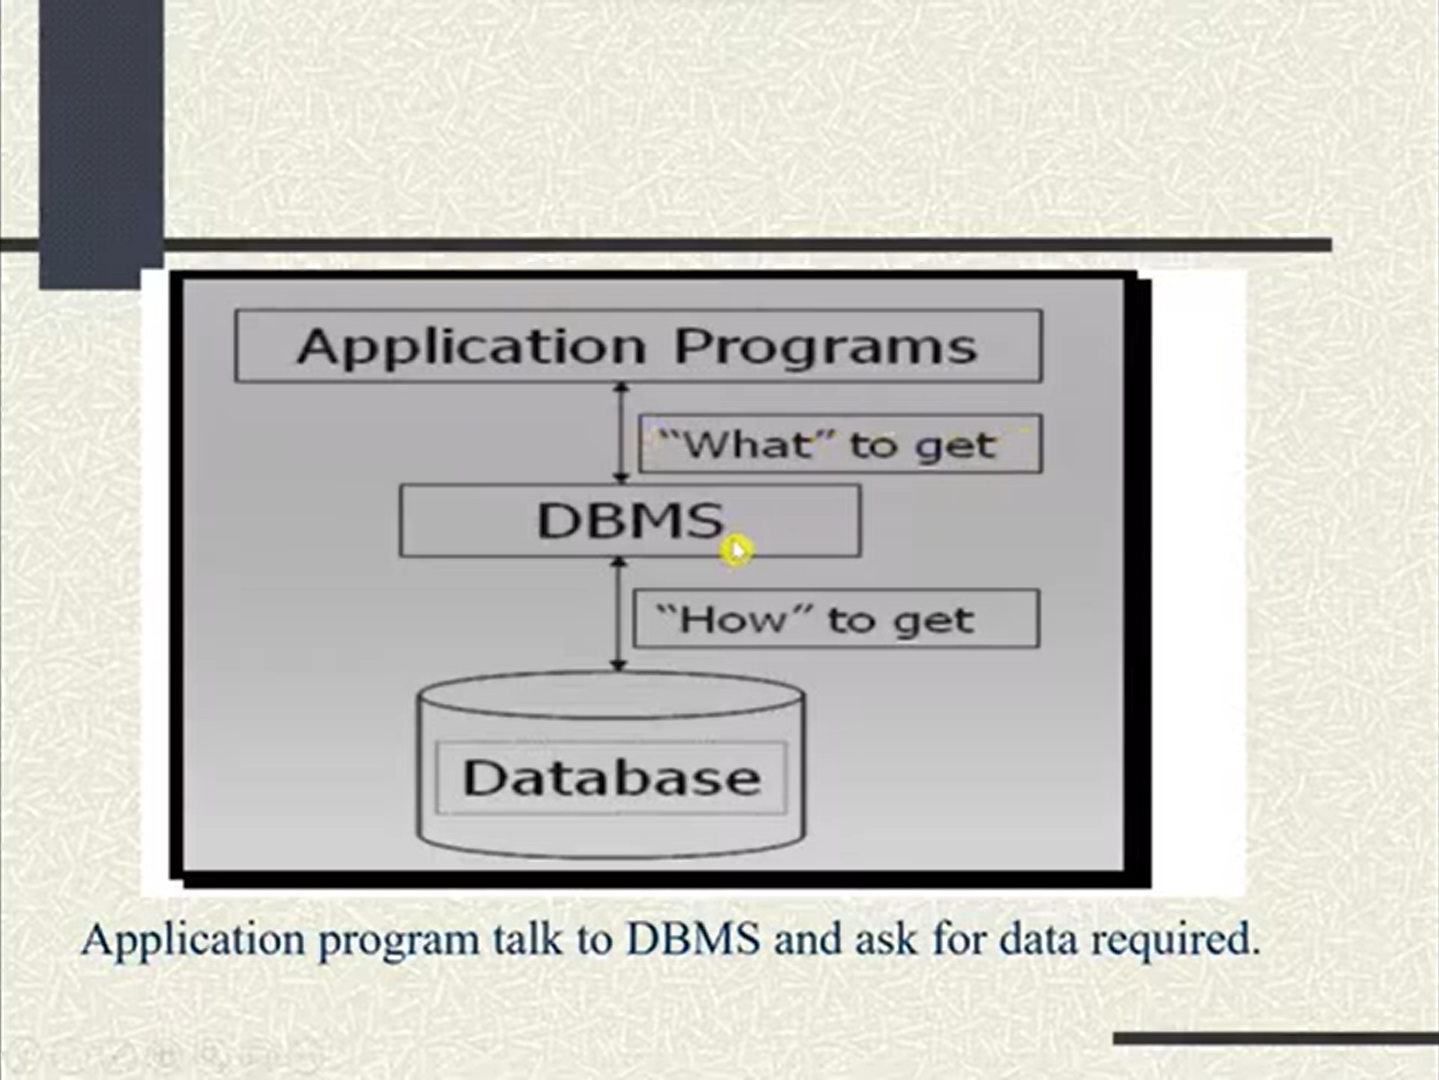 Application Programs
“What” to get
DBMS
“How” to get
Database
Application program talk to DBMS and ask for data required.